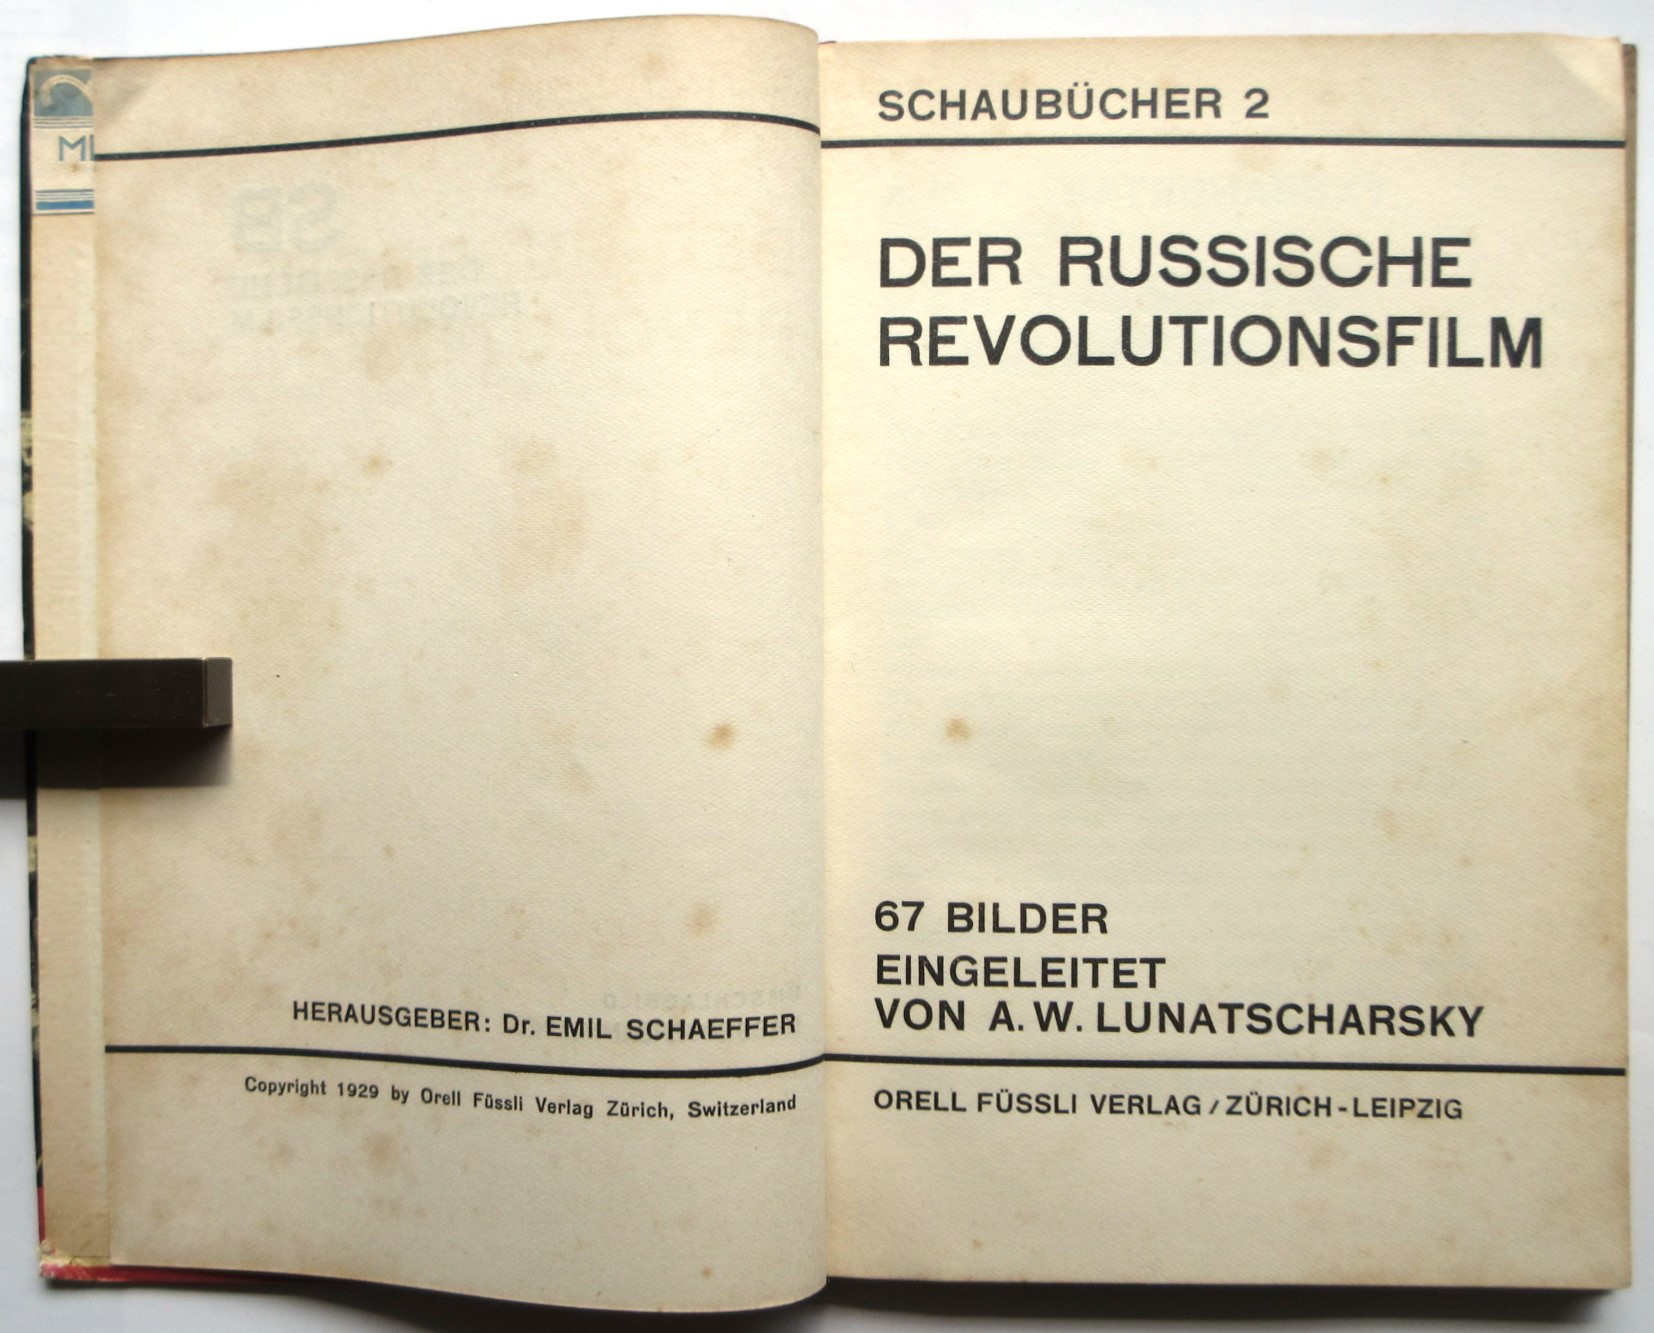 HERAUSGEBER: Dr. EMIL SCHAEFFER
Copyright 1929 by Orell Füssli Verlag Zürich, Switzerland
SCHAUBÜCHER 2
DER RUSSISCHE
REVOLUTIONSFILM
67 BILDER
EINGELEITET
VON A. W. LUNATSCHARSKY
ORELL FÜSSLI VERLAG / ZÜRICH - LEIPZIG